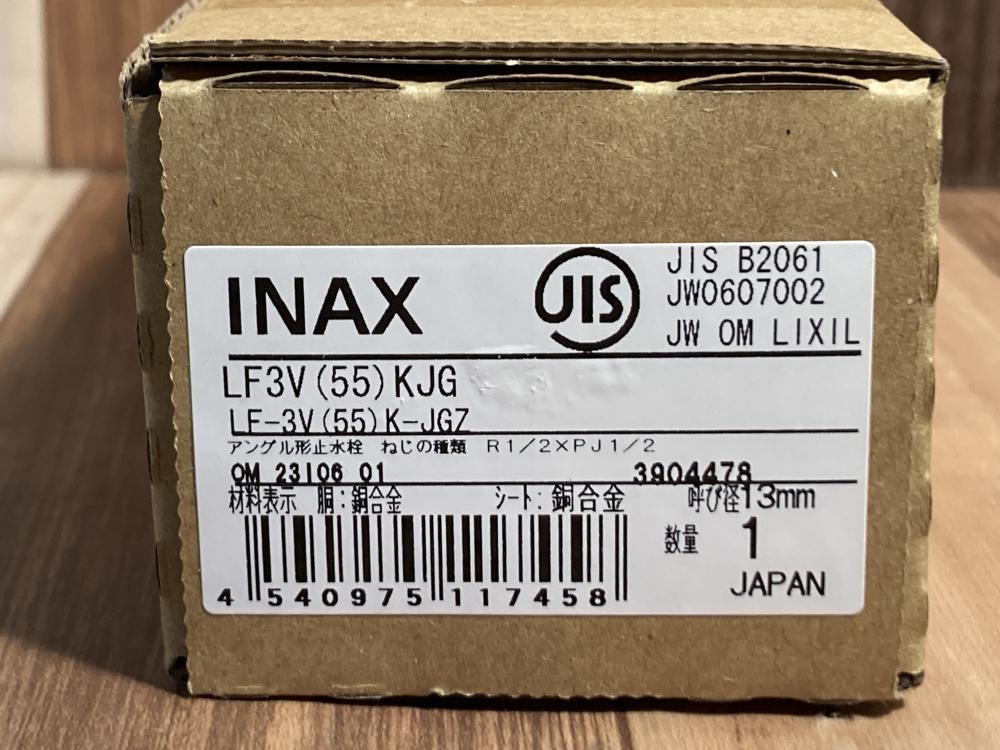 INAX
JIS
JIS B2061
JW0607002
JW OM LIXIL
LF3V(55)KJG
LF-3V(55)K-JGZ
アングル形止水栓 ねじの種類 R1/2×PJ1/2
OM 23I06 01 3904478
材料表示 胴:銅合金 シート:銅合金 呼び径13mm
数量 1
4 540975 117458
JAPAN